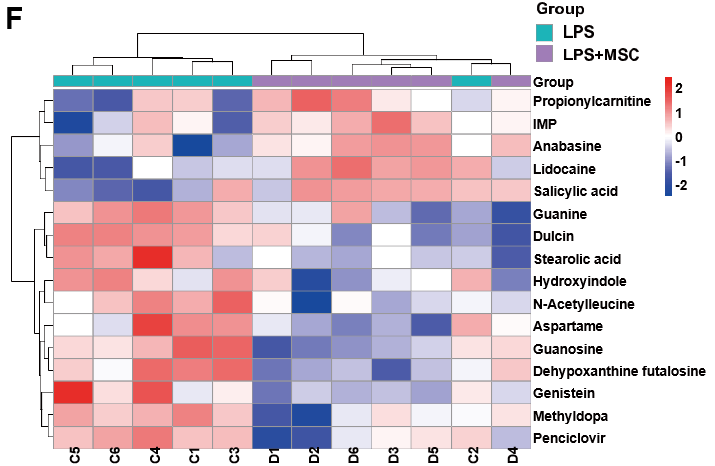 F
Group
LPS
LPS+MSC
Group
Propionylcarnitine
IMP
Anabasine
Lidocaine
Salicylic acid
Guanine
Dulcin
Stearolic acid
Hydroxyindole
N-Acetylleucine
Aspartame
Guanosine
Dehypoxanthine futalosine
Genistein
Methyldopa
Penciclovir
2
1
0
-1
-2
C5 C6 C4 C1 C3 D1 D2 D6 D3 D5 C2 D4